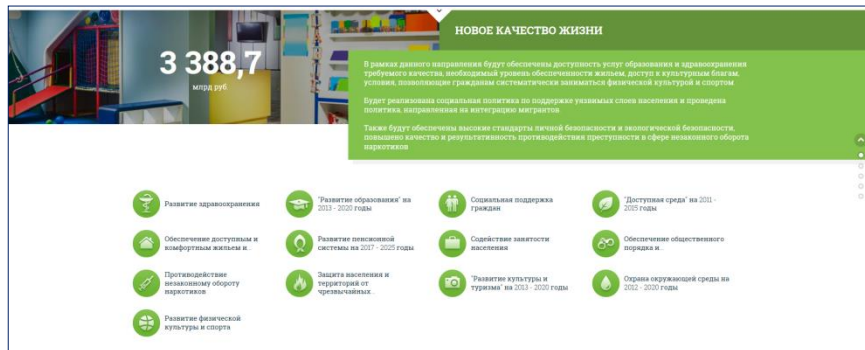 НОВОЕ КАЧЕСТВО ЖИЗНИ
3 388,7
млрд руб.
В рамках данного направления будут обеспечены доступность услуг образования и здравоохранения
требуемого качества, необходимый уровень обеспеченности жильем, доступ к культурным благам,
условия, позволяющие гражданам систематически заниматься физической культурой и спортом
Будет реализована социальная политика по поддержке уязвимых слоев населения и проведена
политика, направленная на интеграцию мигрантов
Также будут обеспечены высокие стандарты личной безопасности и экологической безопасности,
повышено качество и результативность противодействия преступности в сфере незаконного оборота
наркотиков
Развитие здравоохранения
"Развитие образования" на
2013 - 2020 годы
Социальная поддержка
граждан
"Доступная среда" на 2011 -
2015 годы
Обеспечение доступным и
комфортным жильем и..
Развитие пенсионной
системы на 2017 - 2025 годы
Содействие занятости
населения
Обеспечение общественного
порядка и..
Противодействие
незаконному обороту
наркотиков
Защита населения и
территорий от
чрезвычайных..
"Развитие культуры и
туризма" на 2013 - 2020 годы
Охрана окружающей среды на
2012 - 2020 годы
Развитие физической
культуры и спорта